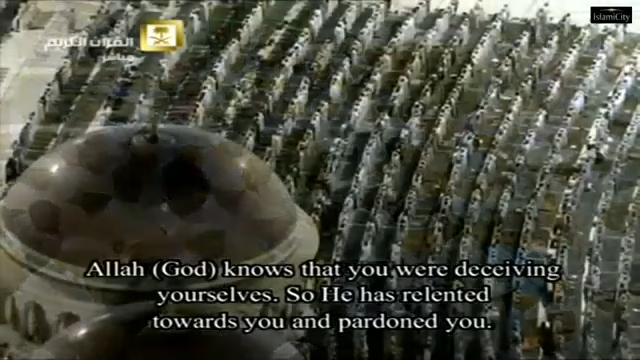 القرآن الكريم
مباشر
IslamiCity
Allah (God) knows that you were deceiving
yourselves. So He has relented
towards you and pardoned you.